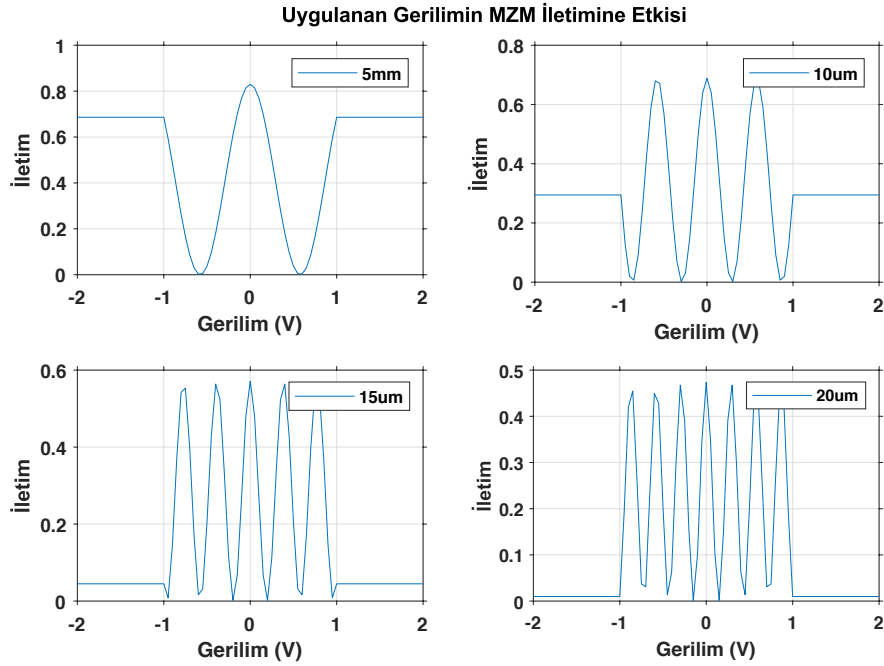 Uygulanan Gerilimin MZM İletimine Etkisi
1
0.8
0.6
0.4
0.2
0
İletim
5mm
-2 -1 0 1 2
Gerilim (V)
0.8
0.6
0.4
0.2
0
İletim
10um
-2 -1 0 1 2
Gerilim (V)
0.6
0.4
0.2
0
İletim
15um
-2 -1 0 1 2
Gerilim (V)
0.5
0.4
0.3
0.2
0.1
0
İletim
20um
-2 -1 0 1 2
Gerilim (V)